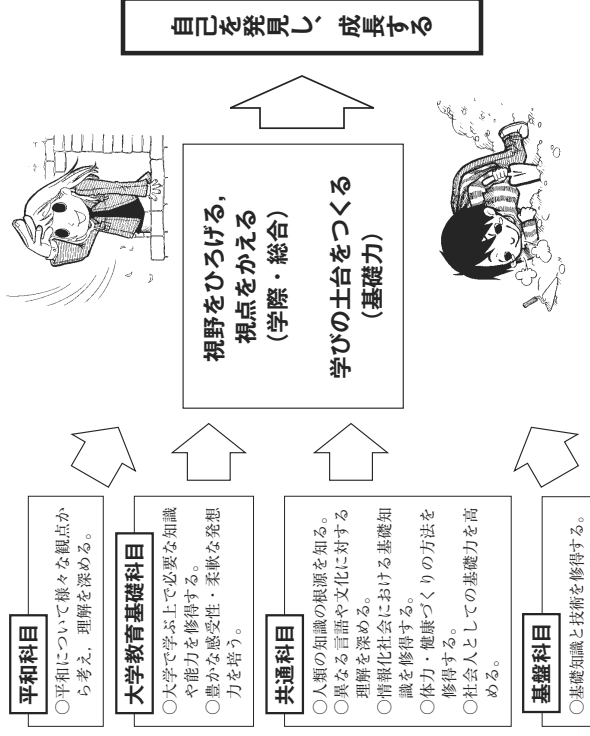 平和科目
○平和について様々な観点か
ら考え，理解を深める。
大学教育基礎科目
○大学で学ぶ上で必要な知識
や能力を修得する。
○豊かな感受性・柔軟な発想
力を培う。
共通科目
○人類の知識の根源を知る。
○異なる言語や文化に対する
理解を深める。
○情報化社会における基礎知
識を修得する。
○体力・健康づくりの方法を
修得する。
○社会人としての基礎力を高
める。
基盤科目
○基礎知識と技術を修得する。
視野をひろげる，
視点をかえる
(学際・総合)
学びの土台をつくる
(基礎力)
自己を発見し、成長する